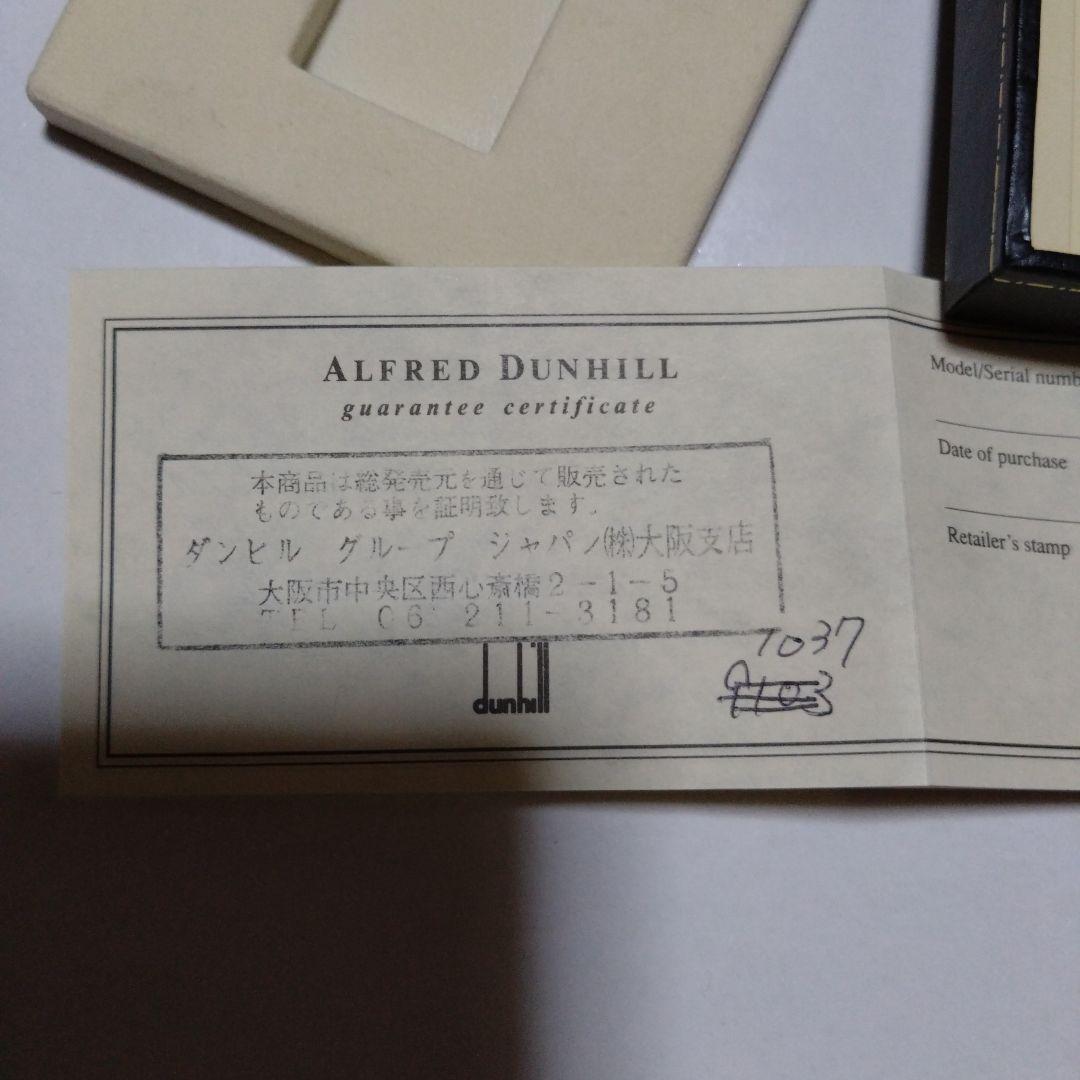 ALFRED DUNHILL
guarantee certificate
本商品は総発売元を通じて販売された
ものである事を証明致します。
ダンヒル グループ ジャパン㈱大阪支店
大阪市中央区西心斎橋2-1-5
TEL 06 211-3181
1037
dunhill
Model/Serial numb
Date of purchase
Retailer's stamp